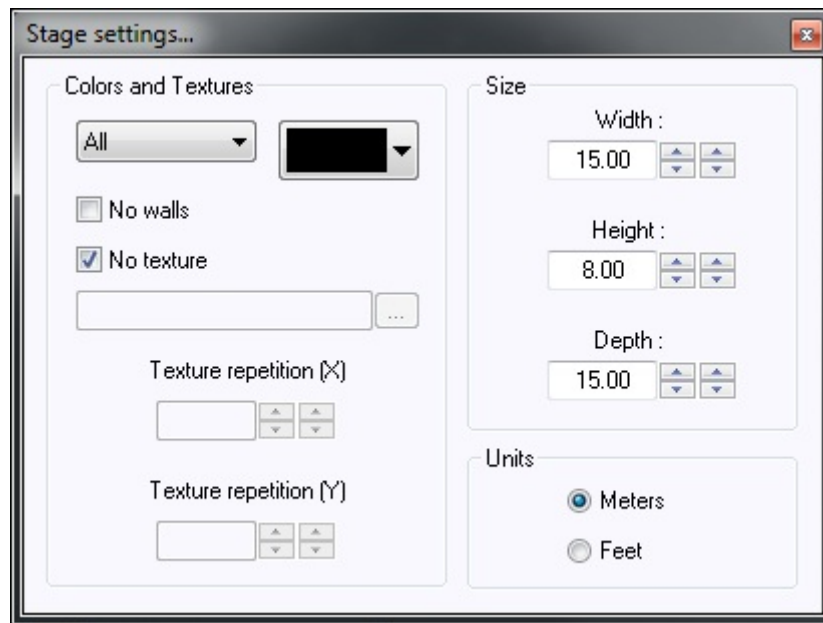 Stage settings...
Colors and Textures
All
No walls
No texture
...
Texture repetition (X)
Texture repetition (Y)
Size
Width :
15.00
Height :
8.00
Depth :
15.00
Units
Meters
Feet